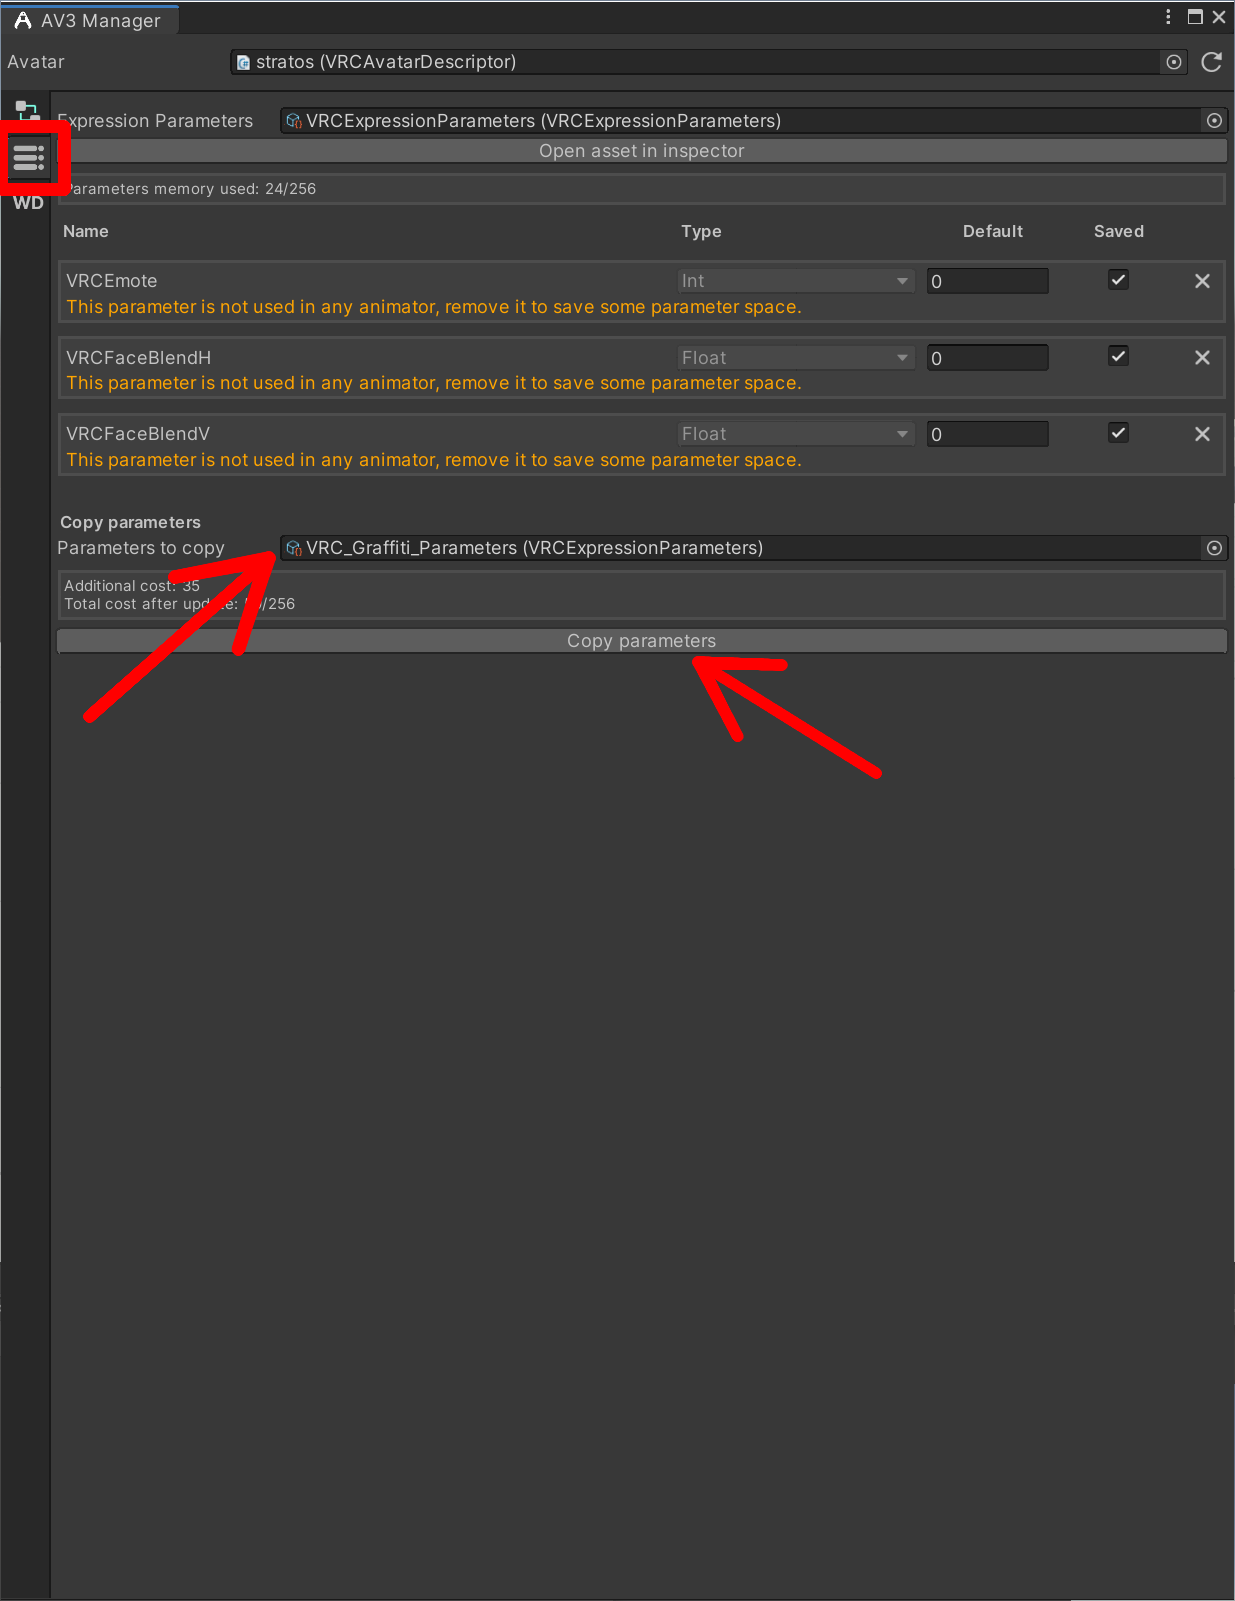 AV3 Manager
Avatar
stratos (VRCAvatarDescriptor)
Expression Parameters
VRCExpressionParameters (VRCExpressionParameters)
Open asset in inspector
WD
Parameters memory used: 24/256
Name Type Default Saved
VRCEmote Int 0
This parameter is not used in any animator, remove it to save some parameter space.
VRCFaceBlendH Float 0
This parameter is not used in any animator, remove it to save some parameter space.
VRCFaceBlendV Float 0
This parameter is not used in any animator, remove it to save some parameter space.
Copy parameters
Parameters to copy
VRC_Graffiti_Parameters (VRCExpressionParameters)
Additional cost: 35
Total cost after update: /256
Copy parameters